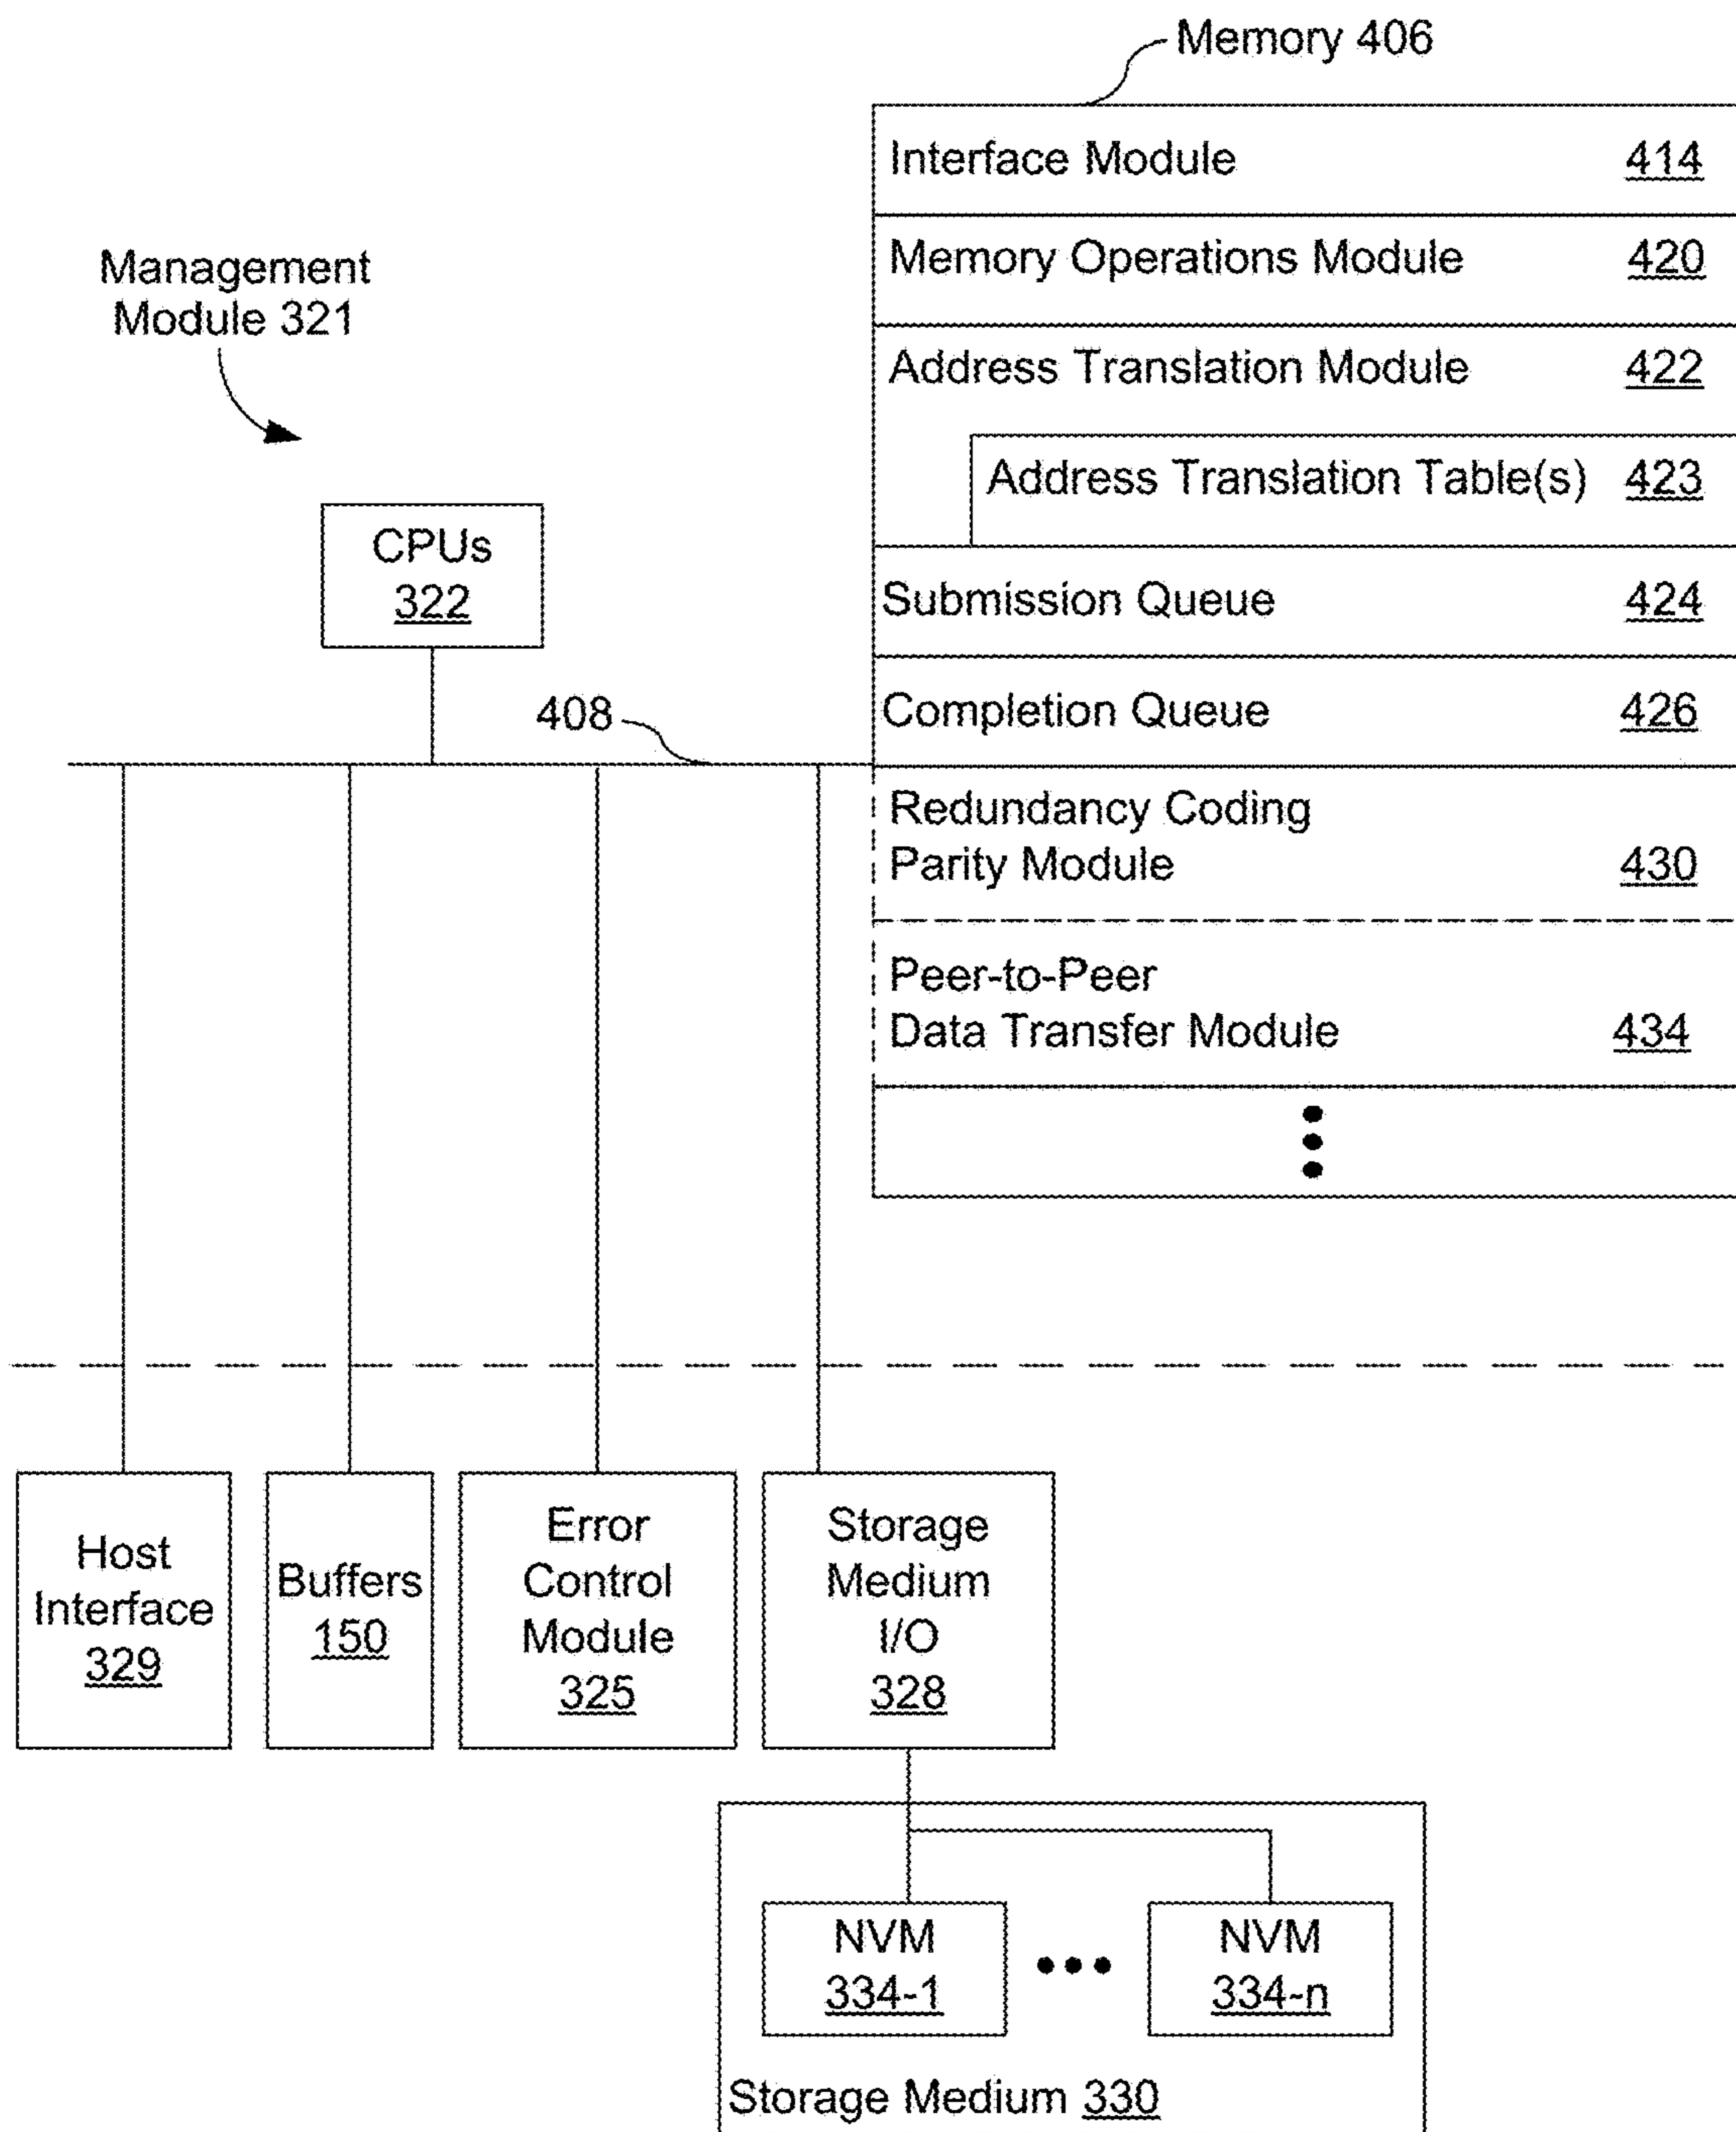 Memory 406
Interface Module 414
Memory Operations Module 420
Address Translation Module 422
Address Translation Table(s) 423
Submission Queue 424
Completion Queue 426
Redundancy Coding
Parity Module 430
Peer-to-Peer
Data Transfer Module 434
Management
Module 321
CPUs
322
408
Host
Interface
329
Buffers
150
Error
Control
Module
325
Storage
Medium
I/O
328
NVM
334-1
NVM
334-n
Storage Medium 330